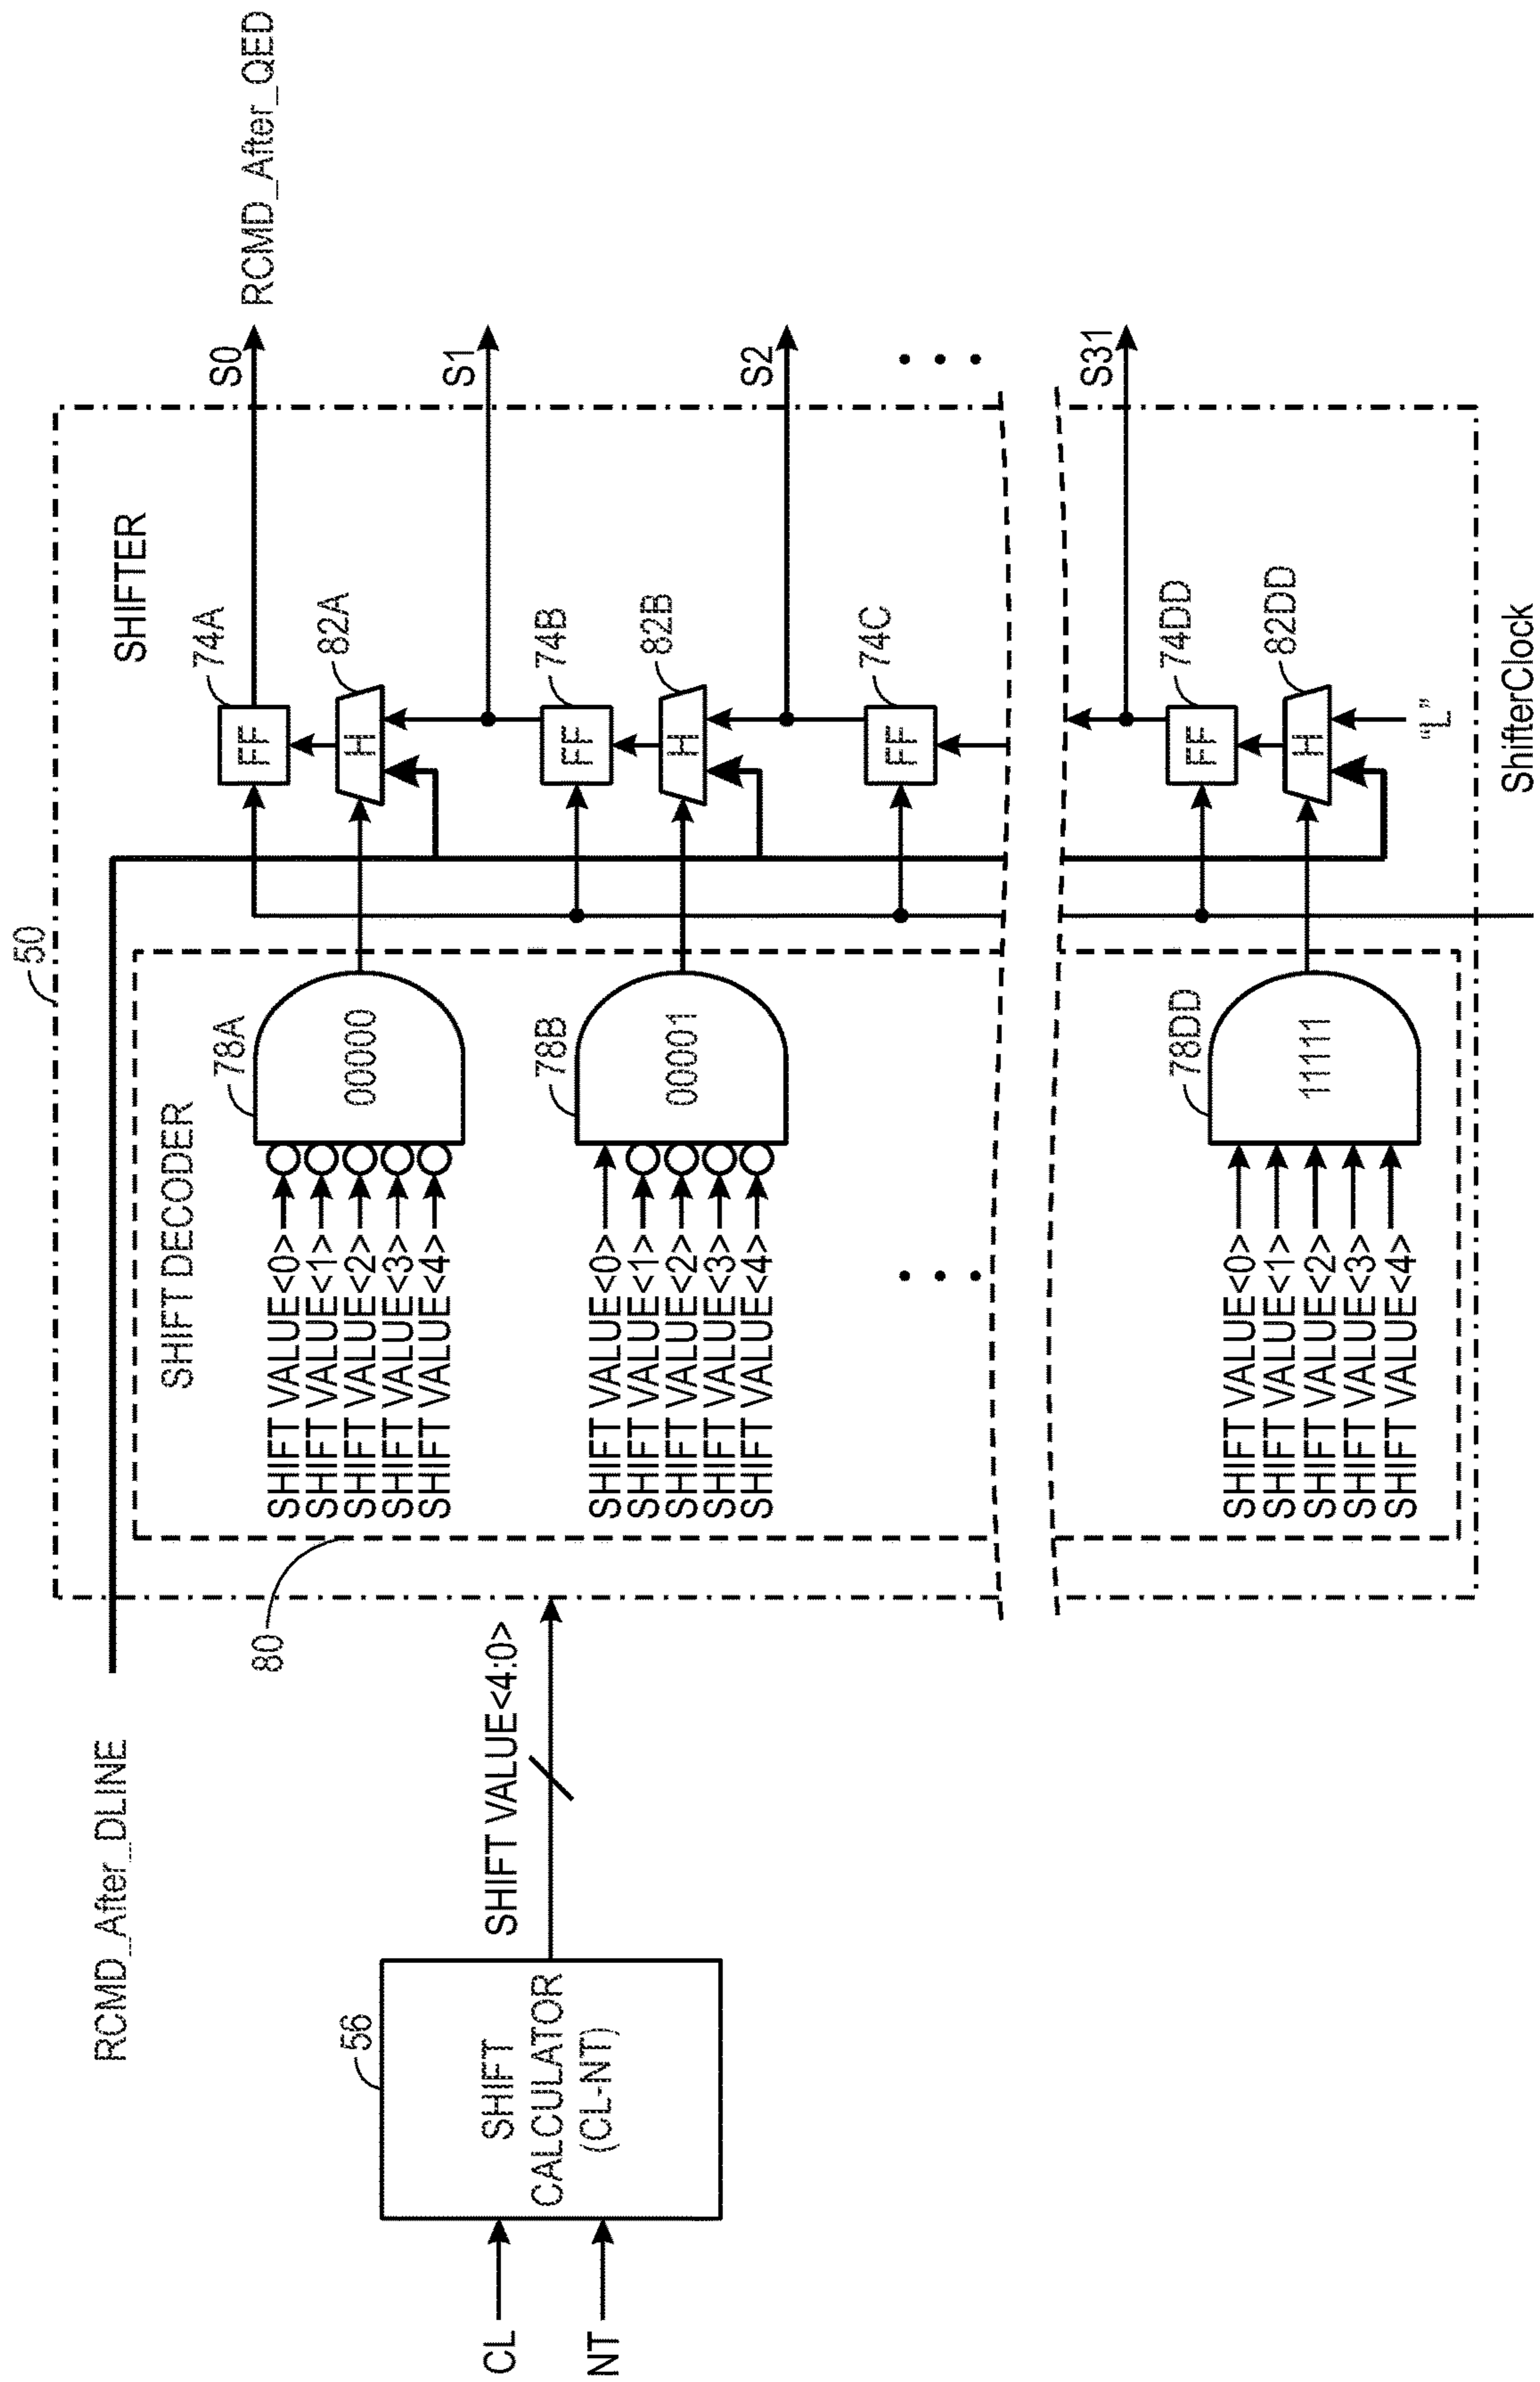 50
SHIFTER
RCMD_After_DLINE
RCMD_After_QED
S0
74A
FF
82A
H
S1
74B
FF
82B
H
S2
74C
FF
S31
74DD
FF
82DD
H
"L"
ShifterClock
SHIFT DECODER
80
78A
00000
SHIFT VALUE<0>
SHIFT VALUE<1>
SHIFT VALUE<2>
SHIFT VALUE<3>
SHIFT VALUE<4>
78B
00001
SHIFT VALUE<0>
SHIFT VALUE<1>
SHIFT VALUE<2>
SHIFT VALUE<3>
SHIFT VALUE<4>
78DD
11111
SHIFT VALUE<0>
SHIFT VALUE<1>
SHIFT VALUE<2>
SHIFT VALUE<3>
SHIFT VALUE<4>
SHIFT VALUE<4:0>
56
SHIFT
CALCULATOR
(CL-NT)
CL
NT